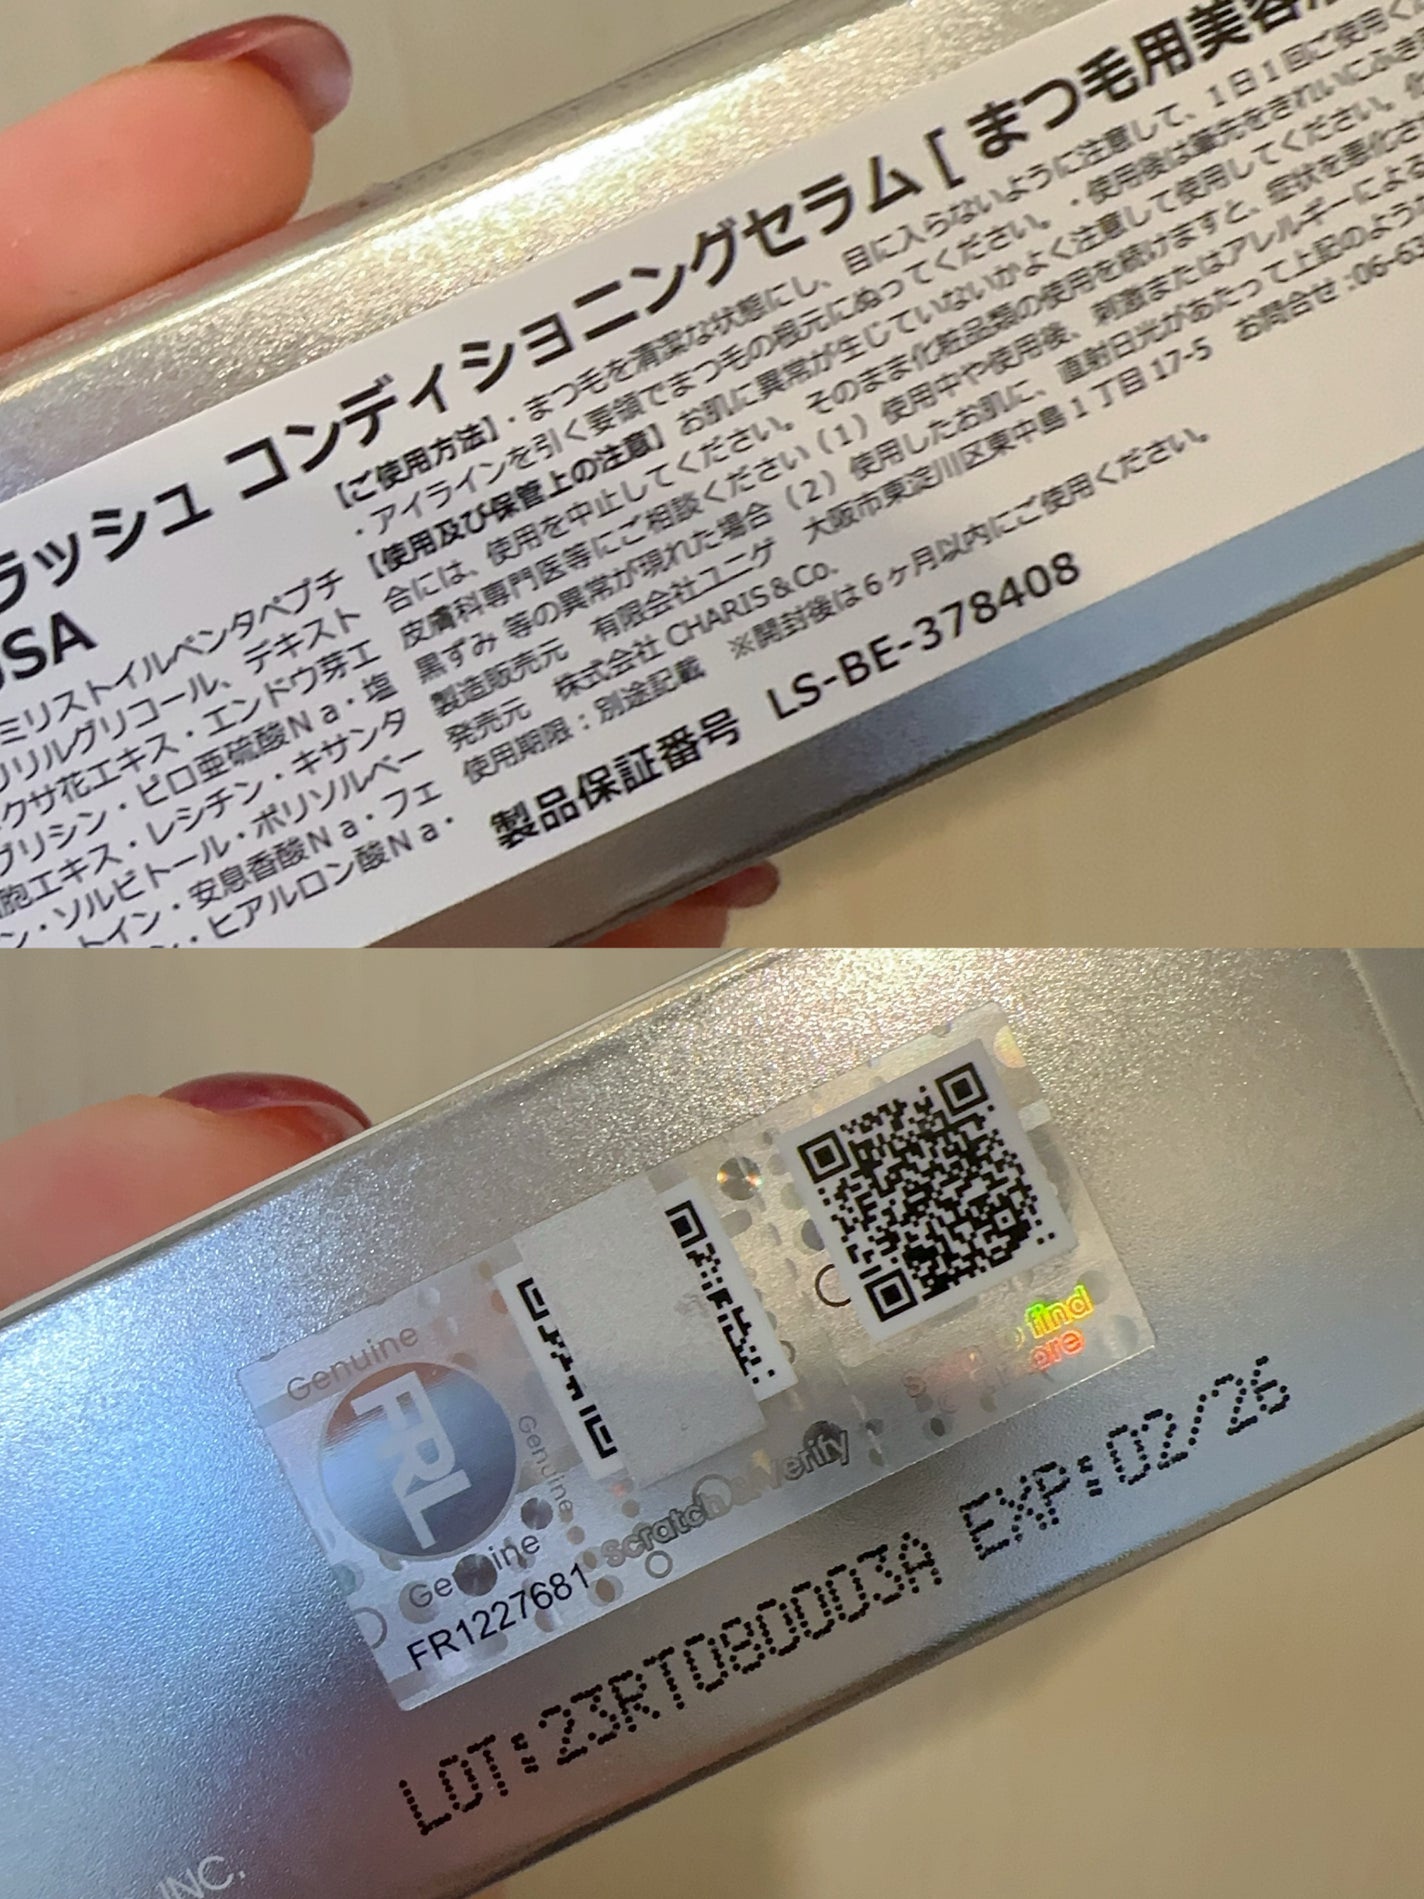 ラッシュ コンディショニングセラム [ まつ毛用美容
USA
ミリストイルペンタペプチ
リルグリコール、デキスト
クサ花エキス・エンドウ芽エ
グリシン・ピロ亜硫酸Ｎａ・塩
胞エキス・レシチン・キサンタ
ン・ソルビトール・ポリソルベー
トイン・安息香酸Ｎａ・フェ
ン・ヒアルロン酸Ｎａ・
【ご使用方法】・まつ毛を清潔な状態にし、目に入らないように注意して、1日1回ご使用く
・アイラインを引く要領でまつ毛の根元にぬってください。・使用後は筆先をきれいにふき
【使用及び保管上の注意】お肌に異常が生じていないかよく注意して使用してください。
合には、使用を中止してください。そのまま化粧品類の使用を続けますと、症状を悪化さ
皮膚科専門医等にご相談ください（1）使用中や使用後、刺激またはアレルギーによる
黒ずみ 等の異常が現れた場合（2）使用したお肌に、直射日光があたって上記のよう
製造販売元 有限会社ユニゲ 大阪市東淀川区東中島1丁目17-5 お問合せ:06-63
発売元 株式会社 CHARIS&Co.
使用期限：別途記載 ※開封後は6ヶ月以内にご使用ください。
製品保証番号 LS-BE-378408
Genuine
FRL
Genuine
Genuine
FR1227681
Scratch & Verify
find
LOT:23RT080003A EXP:02/26
INC.